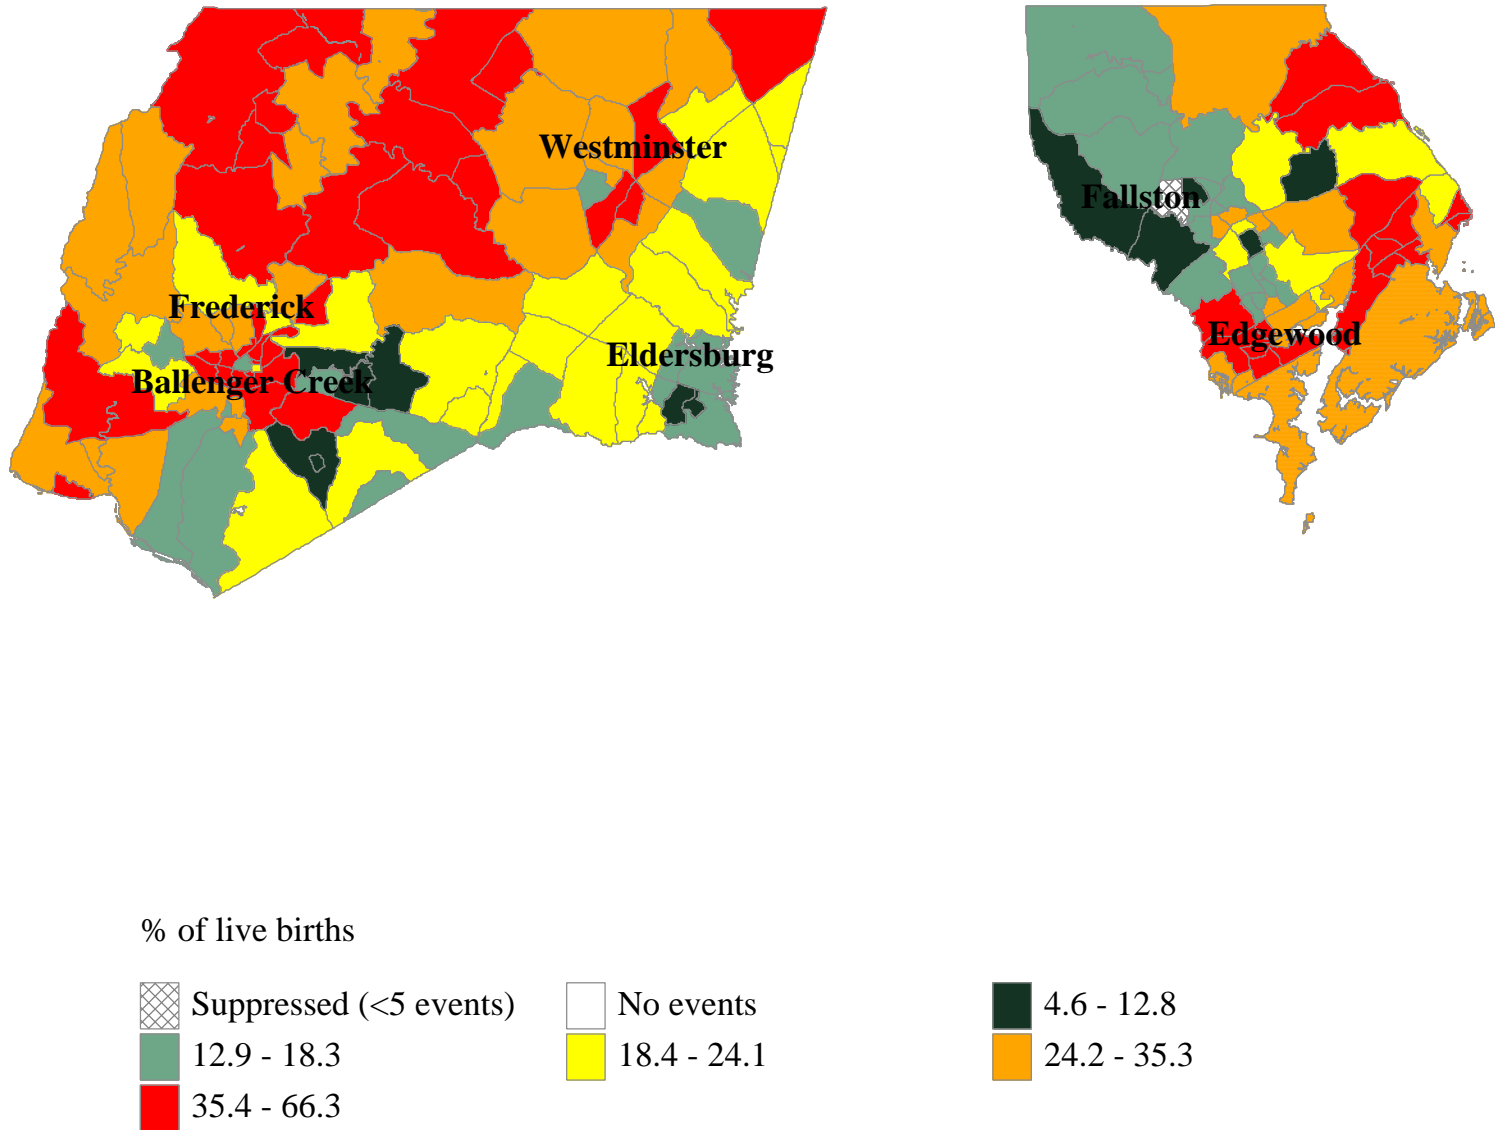 Westminster
Fallston
Frederick
Edgewood
Eldersburg
Ballenger Creek
% of live births
Suppressed (<5 events) No events 4.6 - 12.8
12.9 - 18.3 18.4 - 24.1 24.2 - 35.3
35.4 - 66.3